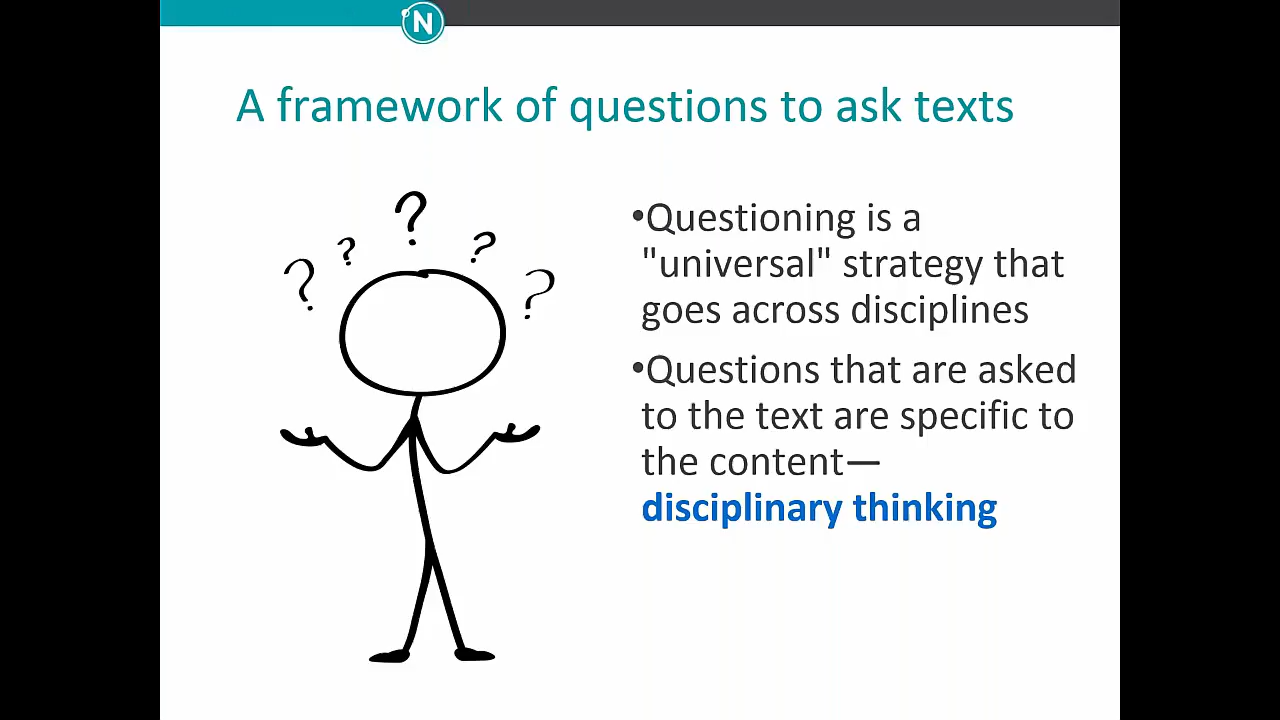 N
A framework of questions to ask texts
? ? ? ? ?
•Questioning is a
"universal" strategy that
goes across disciplines
•Questions that are asked
to the text are specific to
the content—
disciplinary thinking